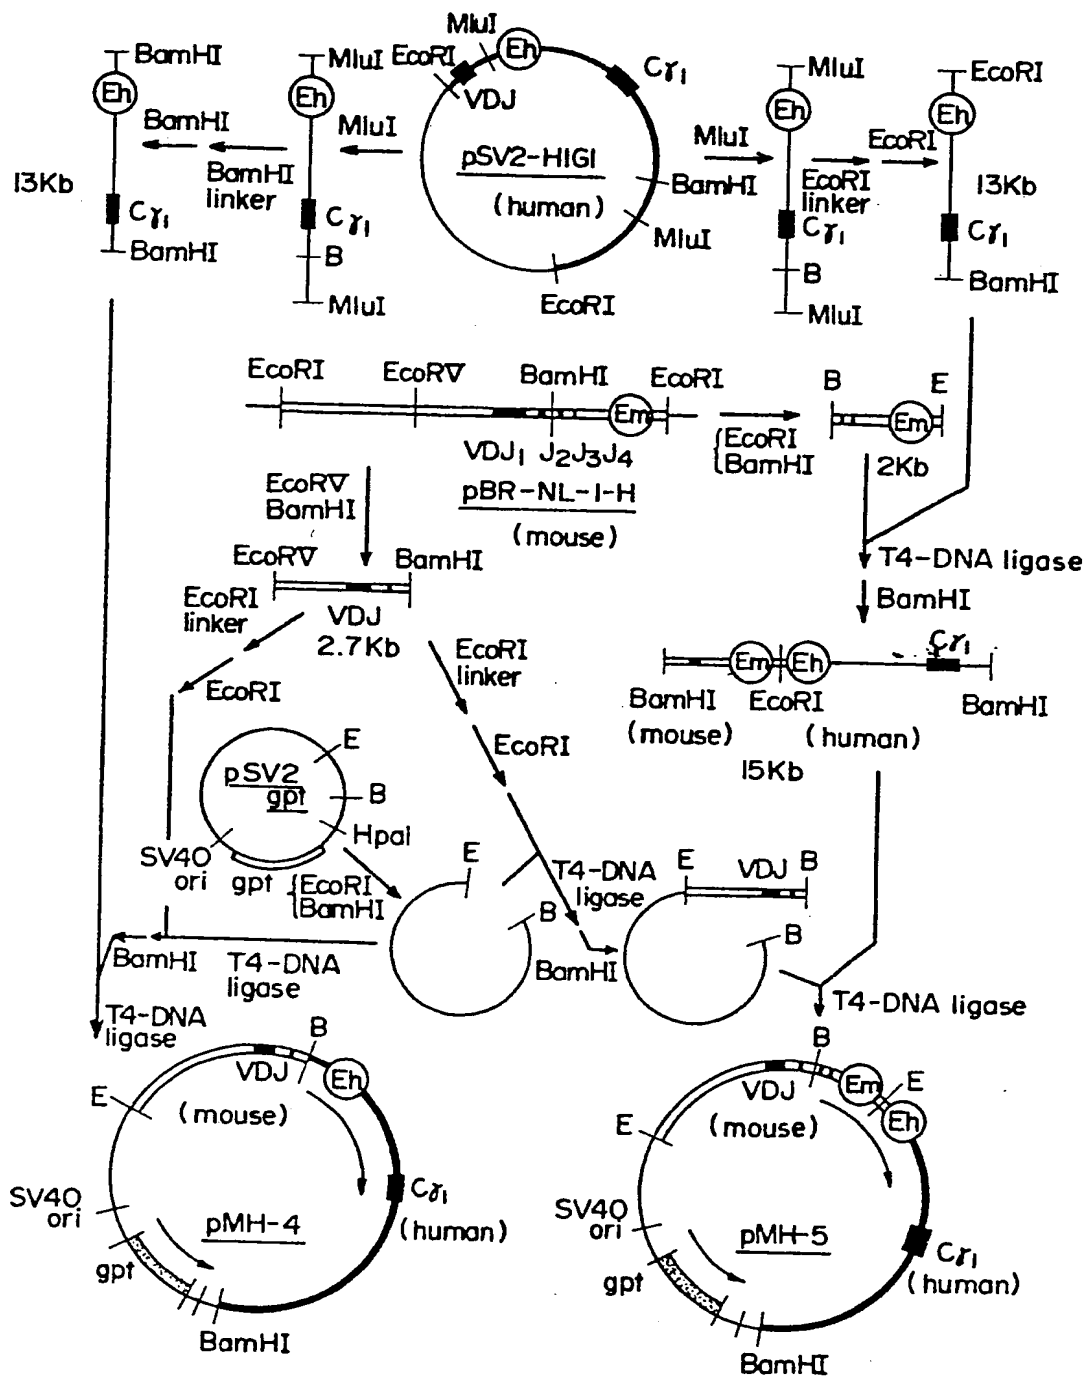 BamHI
Eh
BamHI
13Kb
Cγ1
BamHI
BamHI
linker
MluI
Eh
MluI
Cγ1
B
MluI
MluI
EcoRI
Eh
VDJ
Cγ1
pSV2-HIGI
(human)
BamHI
MluI
EcoRI
MluI
MluI
Eh
EcoRI
linker
Cγ1
B
MluI
EcoRI
EcoRI
Eh
13Kb
Cγ1
BamHI
EcoRI
EcoRV
BamHI
EcoRI
Em
VDJ1 J2J3J4
pBR-NL-1-H
(mouse)
{EcoRI
BamHI
B
E
Em
2Kb
T4-DNA ligase
BamHI
EcoRV
BamHI
EcoRV
BamHI
VDJ
2.7Kb
EcoRI
linker
EcoRI
EcoRI
linker
EcoRI
Em
Eh
Cγ1
BamHI
(mouse)
EcoRI
(human)
BamHI
15Kb
pSV2
gpt
E
B
HpaI
SV40
ori
gpt
{EcoRI
BamHI
E
B
T4-DNA
ligase
BamHI
E
VDJ
B
B
T4-DNA ligase
BamHI
T4-DNA
ligase
T4-DNA
ligase
B
VDJ
Eh
E
(mouse)
Cγ1
(human)
SV40
ori
pMH-4
gpt
BamHI
B
VDJ
Em
E
Eh
E
(mouse)
SV40
ori
pMH-5
Cγ1
(human)
gpt
BamHI